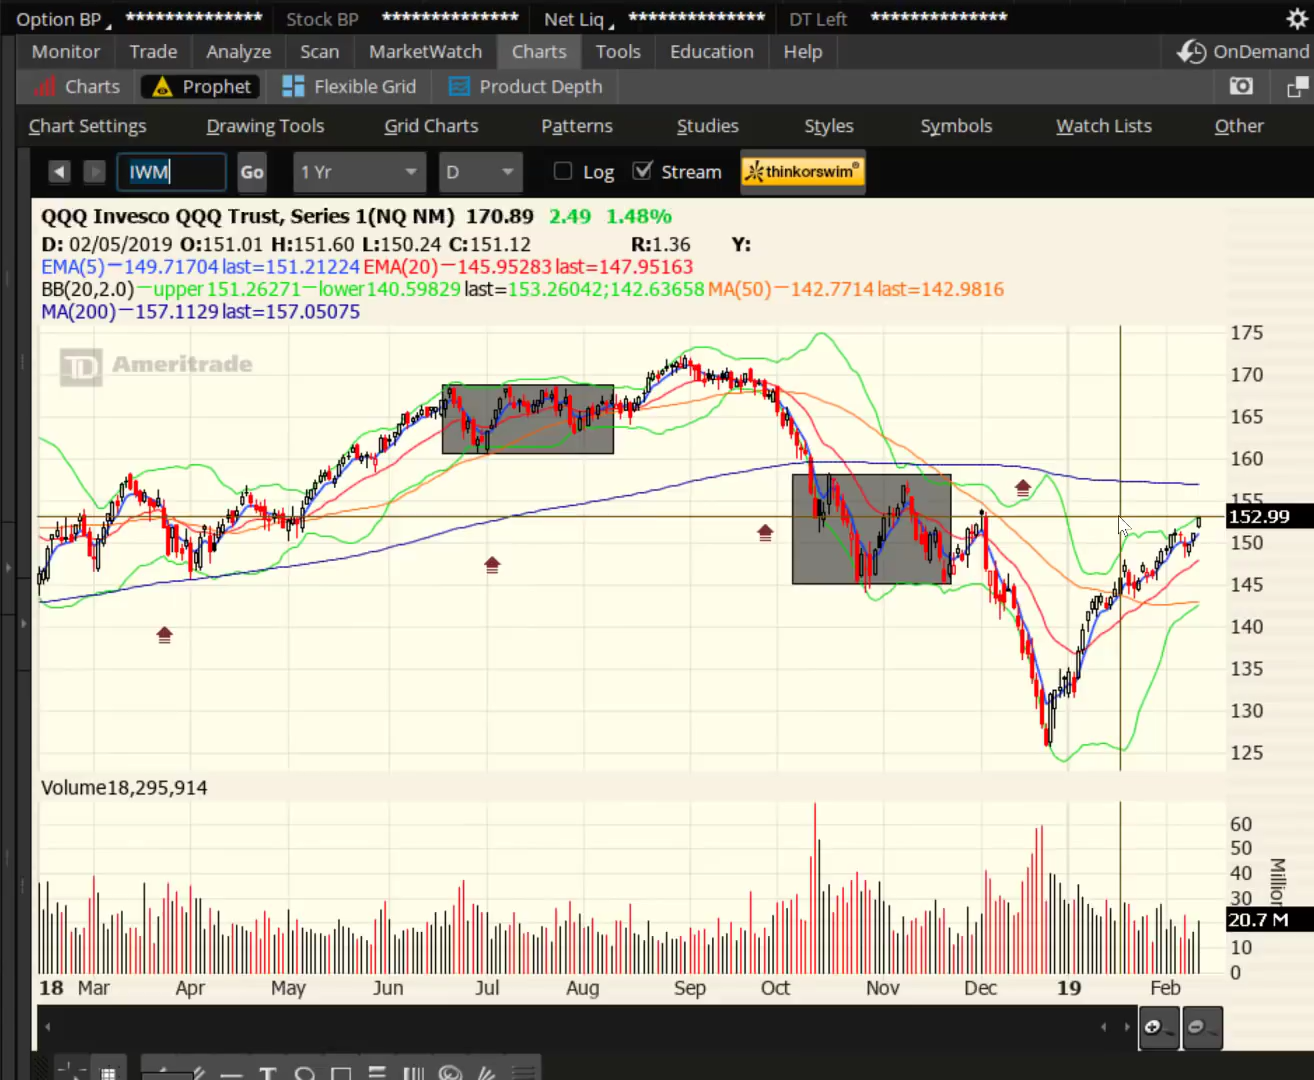 Option BP ************** Stock BP ************** Net Liq ************** DT Left **************
Monitor Trade Analyze Scan MarketWatch Charts Tools Education Help OnDemand
Charts Prophet Flexible Grid Product Depth
Chart Settings Drawing Tools Grid Charts Patterns Studies Styles Symbols Watch Lists Other
IWM Go 1 Yr D Log Stream thinkorswim®
QQQ Invesco QQQ Trust, Series 1(NQ NM) 170.89 2.49 1.48%
D: 02/05/2019 O:151.01 H:151.60 L:150.24 C:151.12 R:1.36 Y:
EMA(5)—149.71704 last=151.21224 EMA(20)—145.95283 last=147.95163
BB(20,2.0)—upper 151.26271—lower 140.59829 last=153.26042;142.63658 MA(50)—142.7714 last=142.9816
MA(200)—157.1129 last=157.05075
TD Ameritrade
175
170
165
160
155
152.99
150
145
140
135
130
125
Volume18,295,914
60
50
40
30
20.7 M
10
0
Million
18 Mar Apr May Jun Jul Aug Sep Oct Nov Dec 19 Feb
T